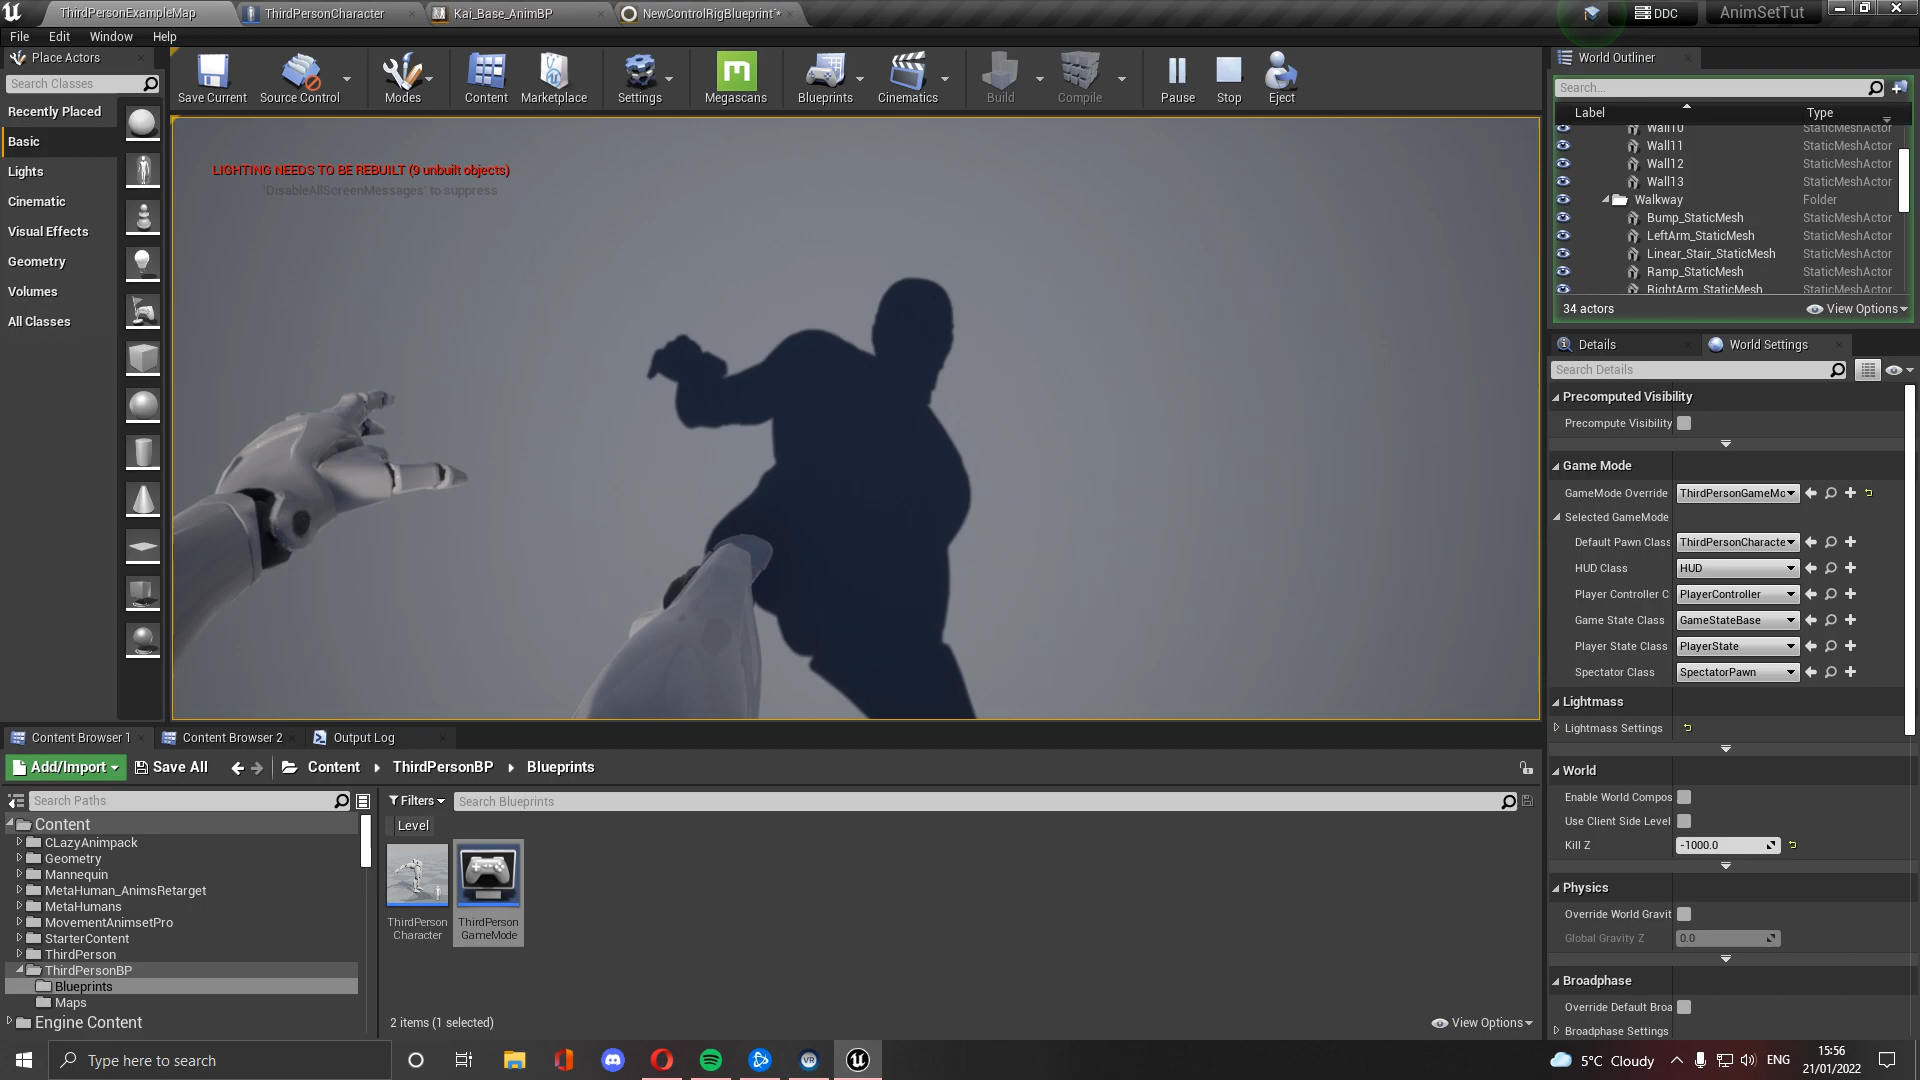 ThirdPersonExampleMap
ThirdPersonCharacter
Kai_Base_AnimBP
NewControlRigBlueprint*
DDC
AnimSetTut
File
Edit
Window
Help
Place Actors
Search Classes
Recently Placed
Basic
Lights
Cinematic
Visual Effects
Geometry
Volumes
All Classes
Save Current
Source Control
Modes
Content
Marketplace
Settings
Megascans
Blueprints
Cinematics
Build
Compile
Pause
Stop
Eject
LIGHTING NEEDS TO BE REBUILT (9 unbuilt objects)
'DisableAllScreenMessages' to suppress
World Outliner
Search...
Label
Type
Wall10
StaticMeshActor
Wall11
StaticMeshActor
Wall12
StaticMeshActor
Wall13
StaticMeshActor
Walkway
Folder
Bump_StaticMesh
StaticMeshActor
LeftArm_StaticMesh
StaticMeshActor
Linear_Stair_StaticMesh
StaticMeshActor
Ramp_StaticMesh
StaticMeshActor
RightArm_StaticMesh
StaticMeshActor
34 actors
View Options
Details
World Settings
Search Details
Precomputed Visibility
Precompute Visibility
Game Mode
GameMode Override
ThirdPersonGameMo
Selected GameMode
Default Pawn Class
ThirdPersonCharacte
HUD Class
HUD
Player Controller C
PlayerController
Game State Class
GameStateBase
Player State Class
PlayerState
Spectator Class
SpectatorPawn
Lightmass
Lightmass Settings
World
Enable World Compos
Use Client Side Level
Kill Z
-1000.0
Physics
Override World Gravit
Global Gravity Z
0.0
Broadphase
Override Default Broa
Broadphase Settings
Content Browser 1
Content Browser 2
Output Log
Add/Import
Save All
Content
ThirdPersonBP
Blueprints
Search Paths
Filters
Search Blueprints
Level
Content
CLazyAnimpack
Geometry
Mannequin
MetaHuman_AnimsRetarget
MetaHumans
MovementAnimsetPro
StarterContent
ThirdPerson
ThirdPersonBP
Blueprints
Maps
Engine Content
ThirdPerson
Character
ThirdPerson
GameMode
2 items (1 selected)
View Options
Type here to search
5°C Cloudy
ENG
15:56
21/01/2022